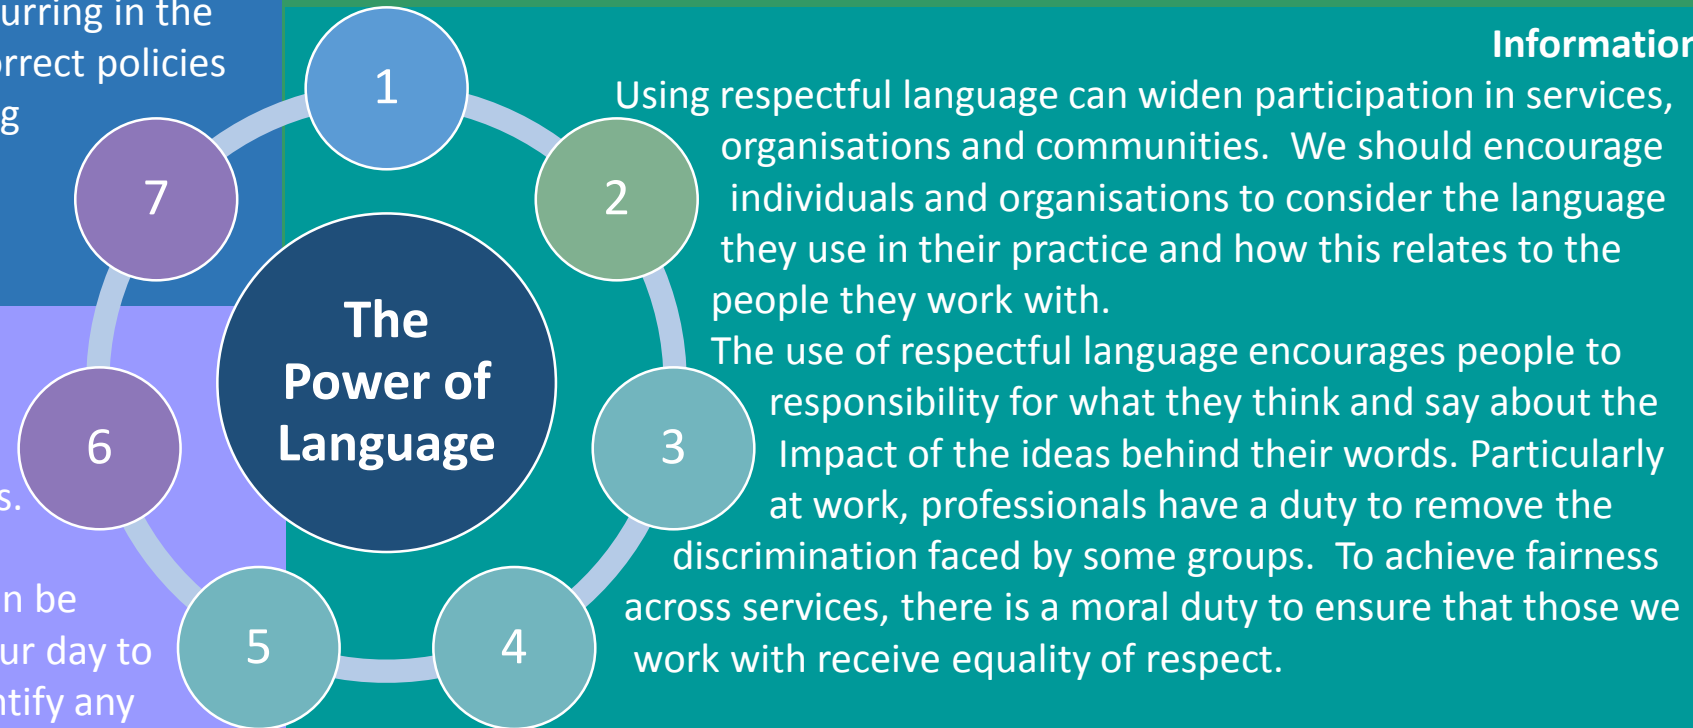 urring in the
orrect policies
g
s.
n be
ur day to
ntify any
1
2
3
4
5
6
7
The
Power of
Language
Information
Using respectful language can widen participation in services,
organisations and communities.  We should encourage
individuals and organisations to consider the language
they use in their practice and how this relates to the
people they work with.
The use of respectful language encourages people to
responsibility for what they think and say about the
Impact of the ideas behind their words. Particularly
at work, professionals have a duty to remove the
discrimination faced by some groups.  To achieve fairness
across services, there is a moral duty to ensure that those we
work with receive equality of respect.